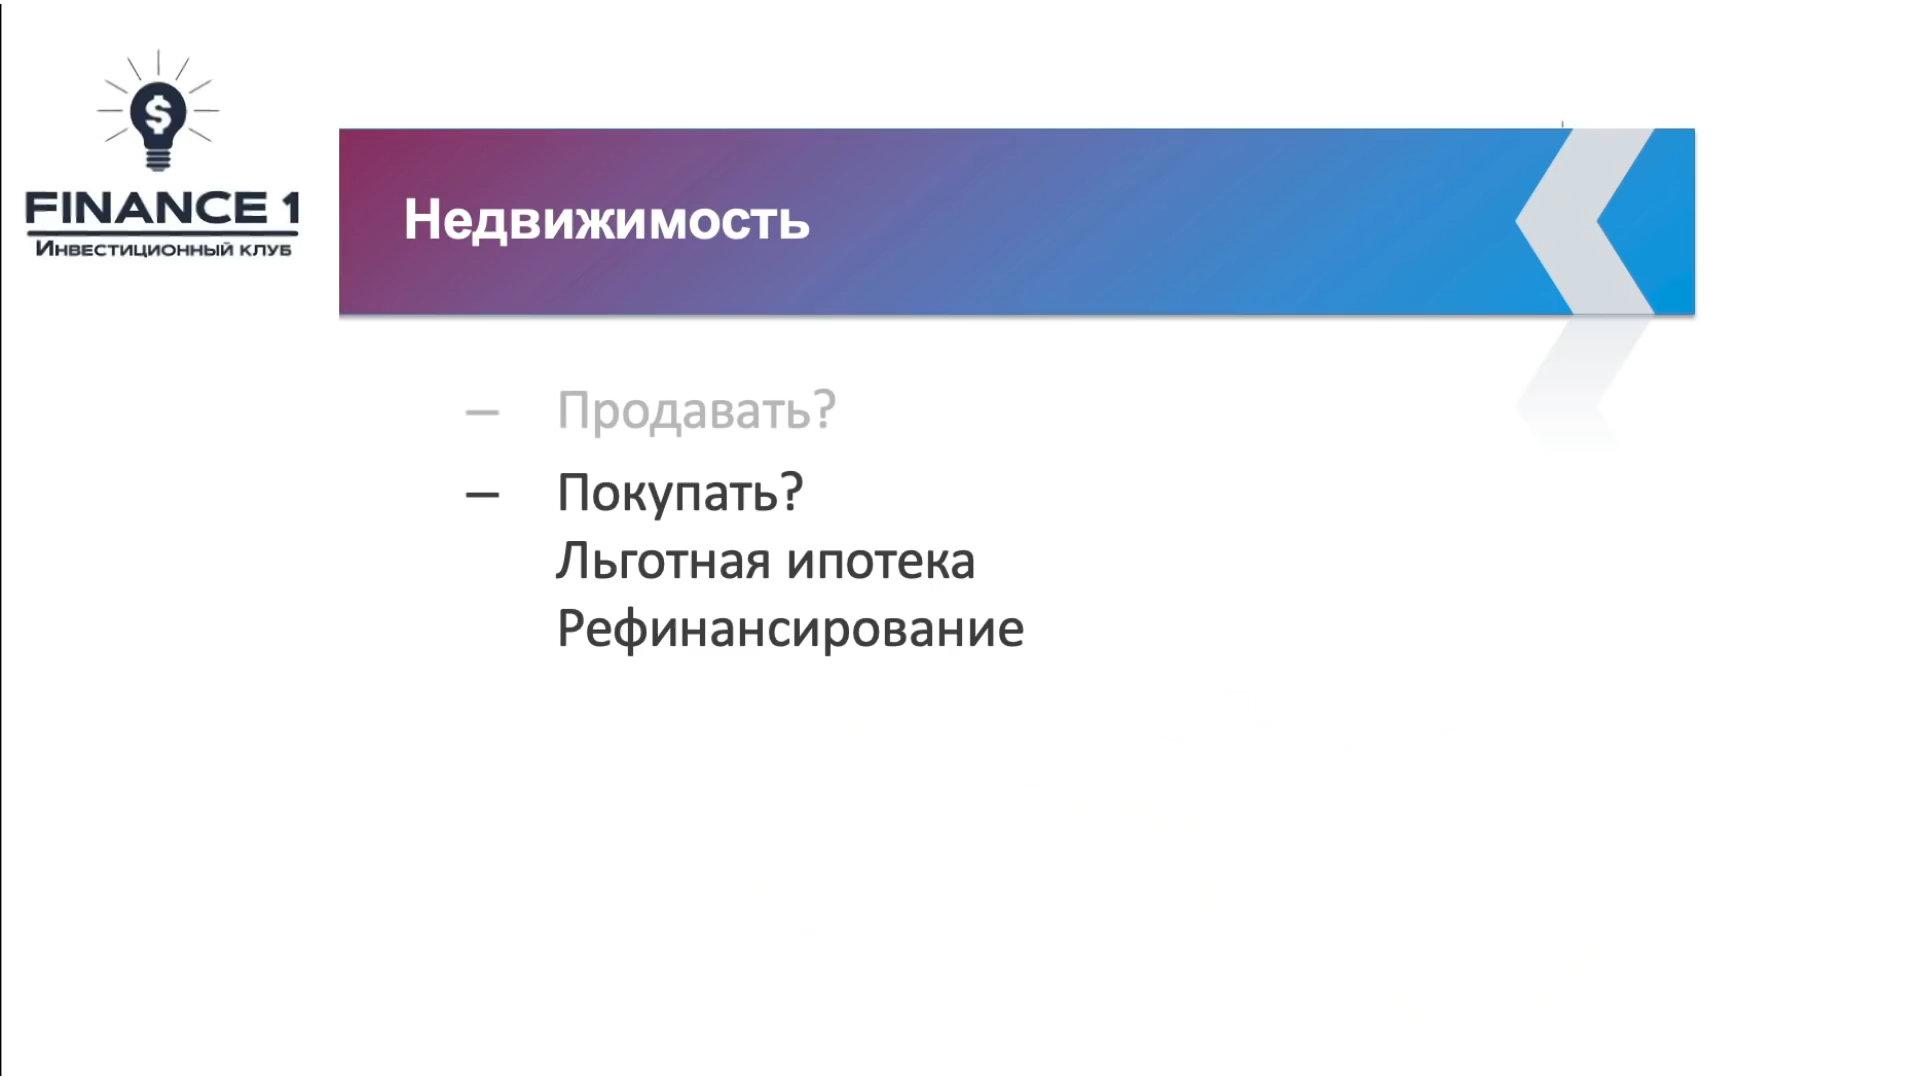 $
FINANCE 1
Инвестиционный клуб
Недвижимость
– Продавать?
– Покупать?
Льготная ипотека
Рефинансирование